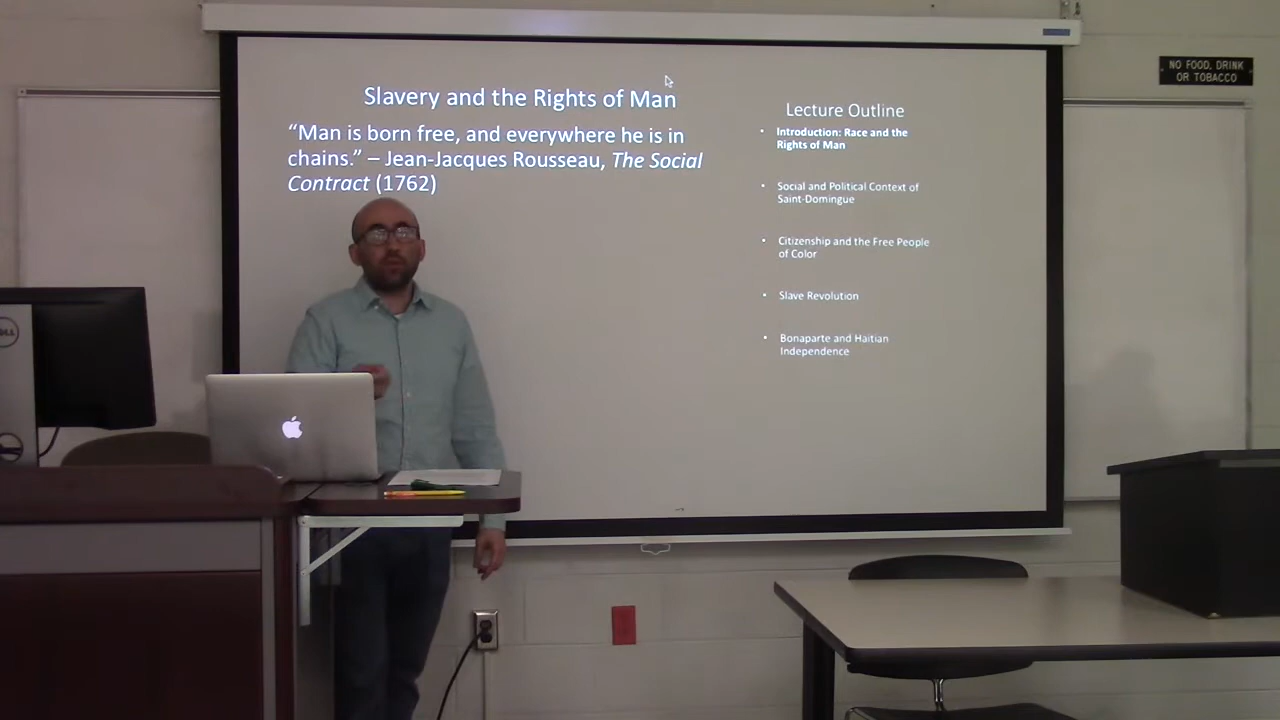 NO FOOD, DRINK
OR TOBACCO
Slavery and the Rights of Man
“Man is born free, and everywhere he is in
chains.” – Jean-Jacques Rousseau, The Social
Contract (1762)
Lecture Outline
• Introduction: Race and the
Rights of Man
• Social and Political Context of
Saint-Domingue
• Citizenship and the Free People
of Color
• Slave Revolution
• Bonaparte and Haitian
Independence
DELL